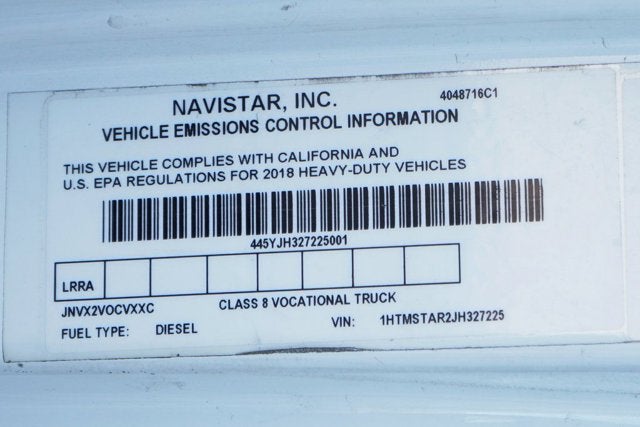 NAVISTAR, INC.
4048716C1
VEHICLE EMISSIONS CONTROL INFORMATION
THIS VEHICLE COMPLIES WITH CALIFORNIA AND
U.S. EPA REGULATIONS FOR 2018 HEAVY-DUTY VEHICLES
445YJH327225001
LRRA
JNVX2VOCVXXC CLASS 8 VOCATIONAL TRUCK
FUEL TYPE: DIESEL VIN: 1HTMSTAR2JH327225